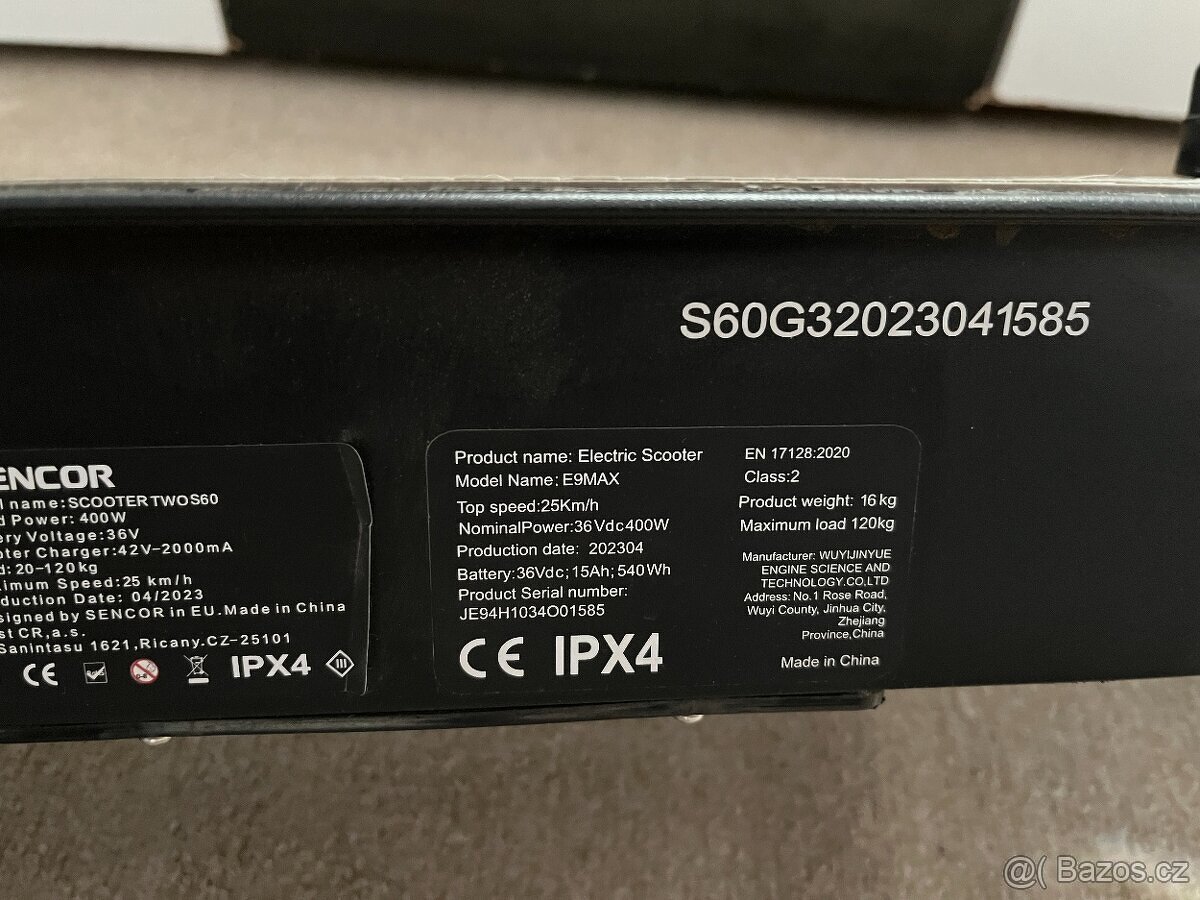 S60G32023041585
ENCOR
l name:SCOOTER TWO S60
d Power: 400W
ery Voltage:36V
pter Charger:42V-2000mA
d:20-120kg
imum Speed:25 km/h
duction Date: 04/2023
signed by SENCOR in EU.Made in China
st CR,a.s.
Sanintasu 1621,Ricany.CZ-25101
CE IPX4 III
Product name: Electric Scooter
Model Name: E9MAX
Top speed:25Km/h
NominalPower:36Vdc400W
Production date: 202304
Battery:36Vdc;15Ah;540Wh
Product Serial number:
JE94H1034O01585
CE IPX4
EN 17128:2020
Class:2
Product weight: 16kg
Maximum load 120kg
Manufacturer: WUYIJINYUE
ENGINE SCIENCE AND
TECHNOLOGY.CO,LTD
Address: No.1 Rose Road,
Wuyi County, Jinhua City.
Zhejiang
Province,China
Made in China
@( Bazos.cz